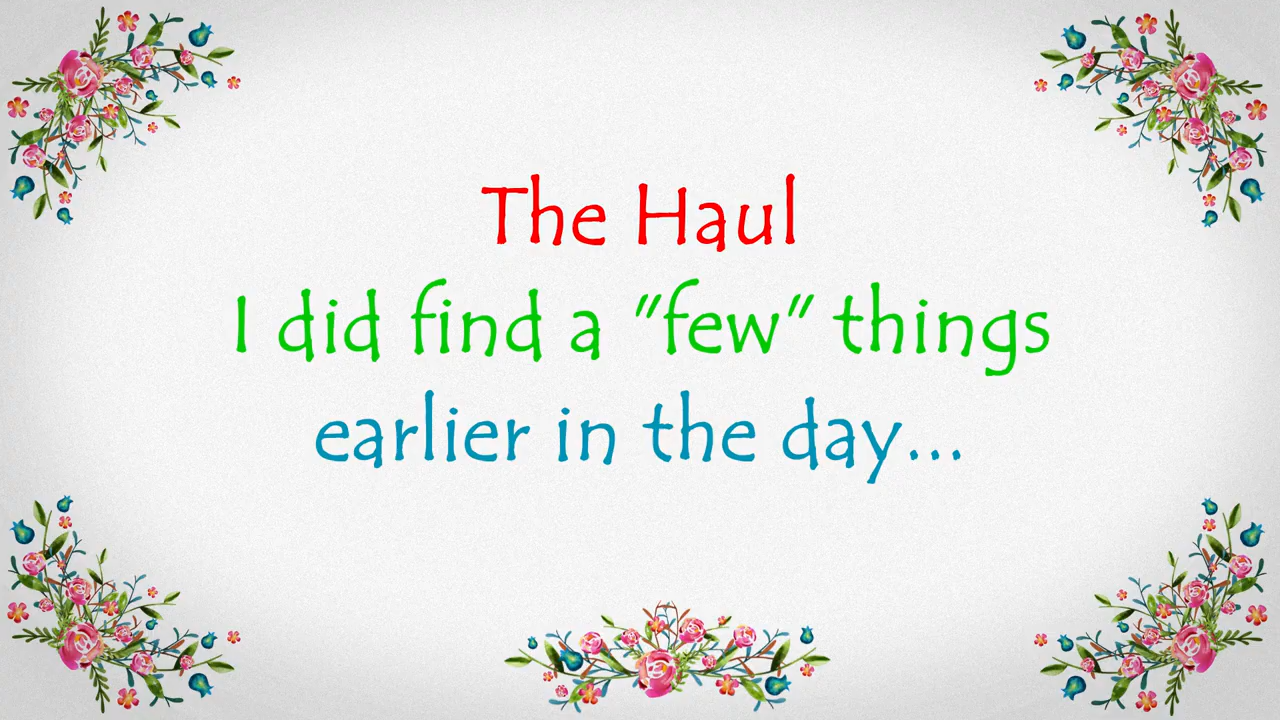 The Haul
I did find a "few" things
earlier in the day...